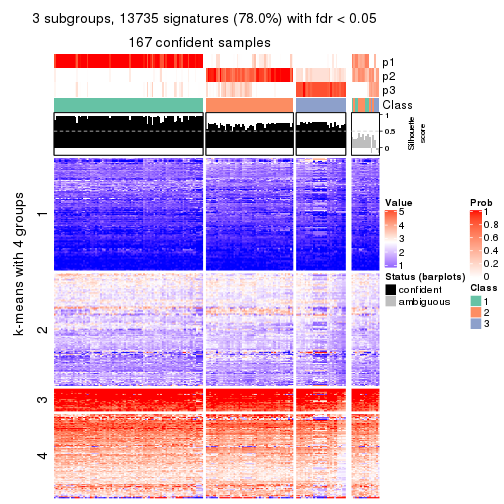 3 subgroups, 13735 signatures (78.0%) with fdr < 0.05
167 confident samples
p1
p2
p3
Class
1
0.5
0
Silhouette
score
k-means with 4 groups
1
2
3
4
Value
5
4
3
2
1
Status (barplots)
confident
ambiguous
Prob
1
0.8
0.6
0.4
0.2
0
Class
1
2
3